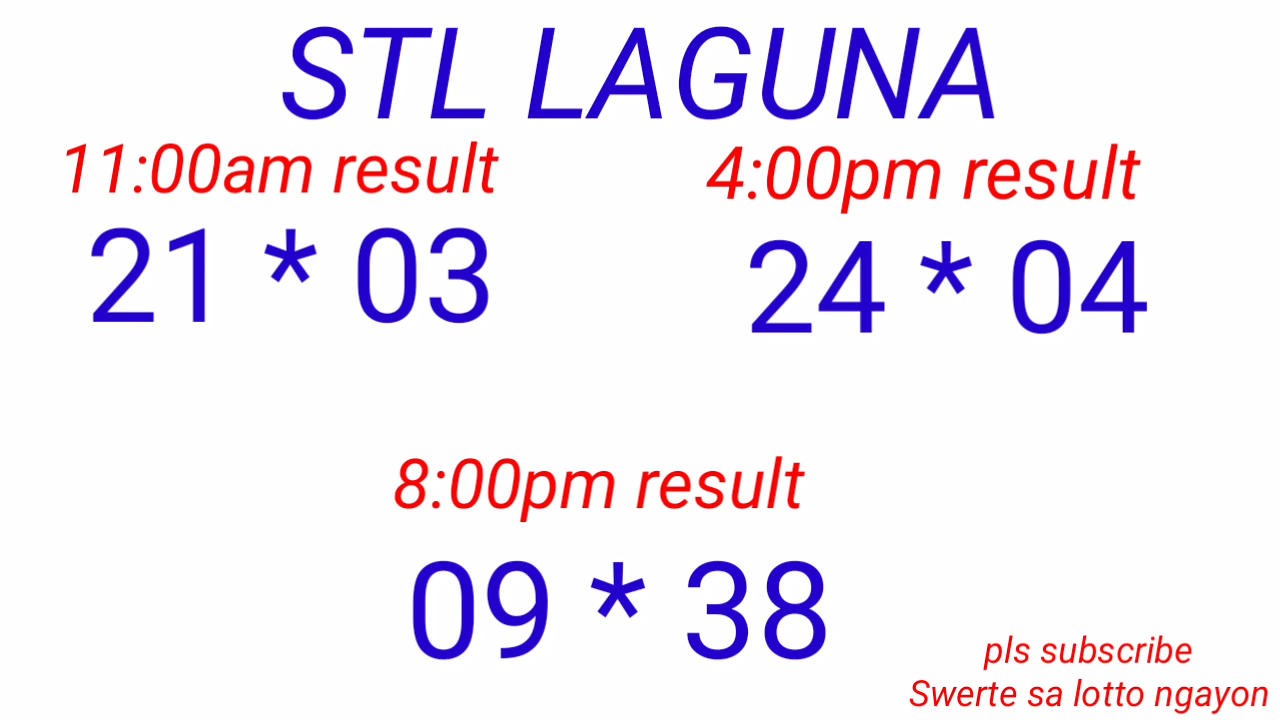 STL LAGUNA
11:00am result
21 * 03
4:00pm result
24 * 04
8:00pm result
09 * 38
pls subscribe
Swerte sa lotto ngayon